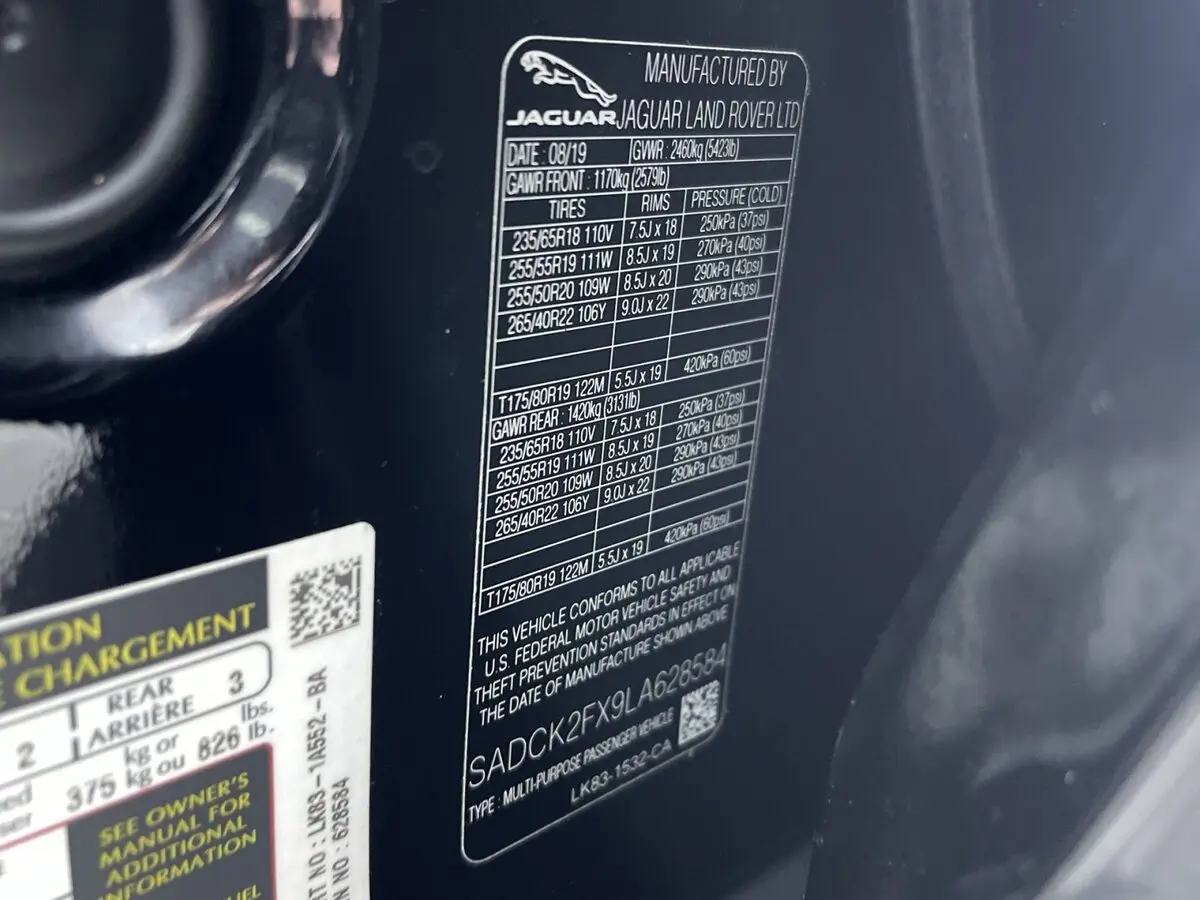 JAGUAR
MANUFACTURED BY
JAGUAR LAND ROVER LTD
DATE : 08/19 GVWR : 2460kg (5423lb)
GAWR FRONT : 1170kg (2579lb)
TIRES RIMS PRESSURE (COLD)
235/65R18 110V 7.5J x 18 250kPa (37psi)
255/55R19 111W 8.5J x 19 270kPa (40psi)
255/50R20 109W 8.5J x 20 290kPa (43psi)
265/40R22 106Y 9.0J x 22 290kPa (43psi)
T175/80R19 122M 5.5J x 19 420kPa (60psi)
GAWR REAR : 1420kg (3131lb)
235/65R18 110V 7.5J x 18 250kPa (37psi)
255/55R19 111W 8.5J x 19 270kPa (40psi)
255/50R20 109W 8.5J x 20 290kPa (43psi)
265/40R22 106Y 9.0J x 22 290kPa (43psi)
T175/80R19 122M 5.5J x 19 420kPa (60psi)
THIS VEHICLE CONFORMS TO ALL APPLICABLE
U.S. FEDERAL MOTOR VEHICLE SAFETY AND
THEFT PREVENTION STANDARDS IN EFFECT ON
THE DATE OF MANUFACTURE SHOWN ABOVE
SADCK2FX9LA628584
TYPE : MULTI-PURPOSE PASSENGER VEHICLE
LK83-1532-CA
ATION
CHARGEMENT
2 REAR 3
ARRIÈRE
375 kg or lbs.
kg ou 826 lb.
SEE OWNER'S
MANUAL FOR
ADDITIONAL
INFORMATION
RT NO : LK83-1A552-BA
IN NO : 628584